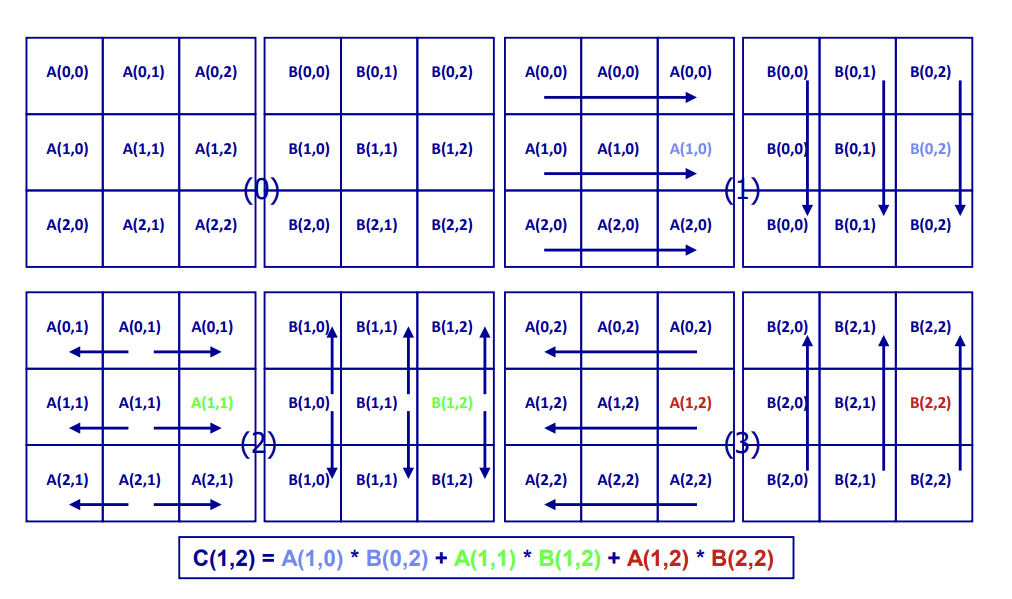 A(0,0) A(0,1) A(0,2) B(0,0) B(0,1) B(0,2) A(0,0) A(0,0) A(0,0) B(0,0) B(0,1) B(0,2)
A(1,0) A(1,1) A(1,2) B(1,0) B(1,1) B(1,2) A(1,0) A(1,0) A(1,0) B(0,0) B(0,1) B(0,2)
(0) (1)
A(2,0) A(2,1) A(2,2) B(2,0) B(2,1) B(2,2) A(2,0) A(2,0) A(2,0) B(0,0) B(0,1) B(0,2)
A(0,1) A(0,1) A(0,1) B(1,0) B(1,1) B(1,2) A(0,2) A(0,2) A(0,2) B(2,0) B(2,1) B(2,2)
A(1,1) A(1,1) A(1,1) B(1,0) B(1,1) B(1,2) A(1,2) A(1,2) A(1,2) B(2,0) B(2,1) B(2,2)
(2) (3)
A(2,1) A(2,1) A(2,1) B(1,0) B(1,1) B(1,2) A(2,2) A(2,2) A(2,2) B(2,0) B(2,1) B(2,2)
C(1,2) = A(1,0) * B(0,2) + A(1,1) * B(1,2) + A(1,2) * B(2,2)